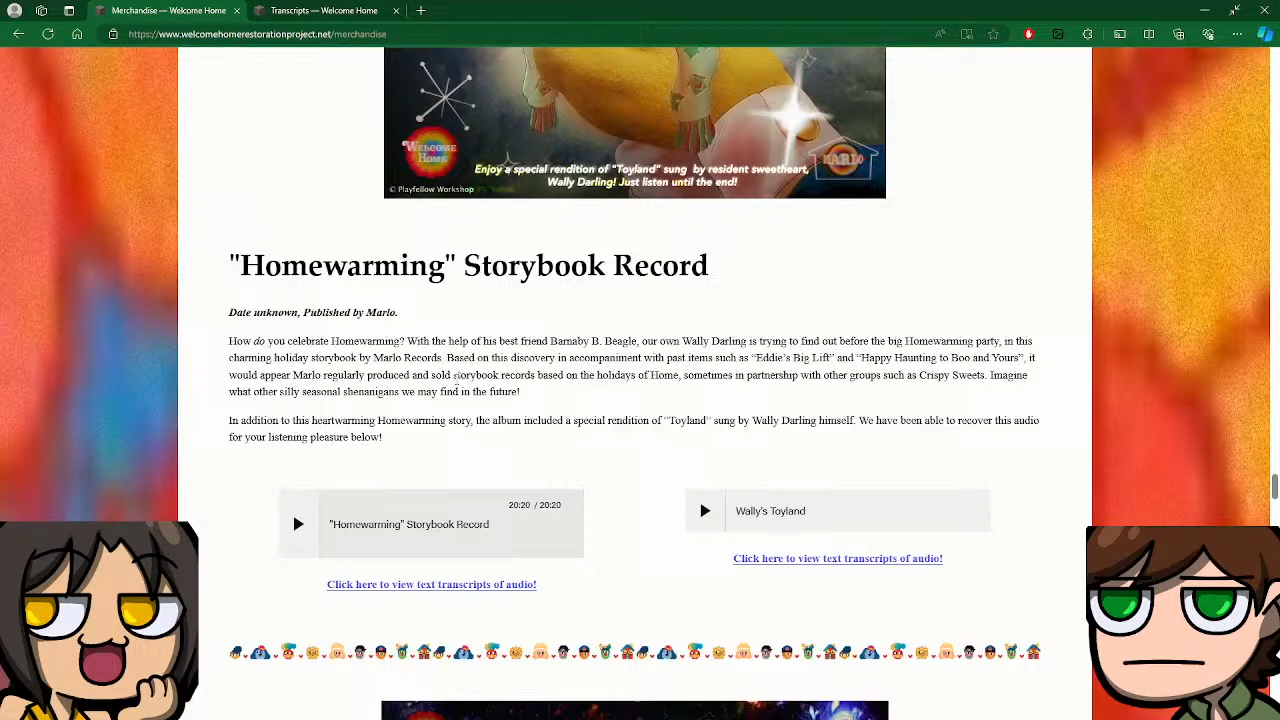 Merchandise — Welcome Home
Transcripts — Welcome Home
https://www.welcomehomerestorationproject.net/merchandise
WELCOME
HOME
MARLO
Enjoy a special rendition of "Toyland" sung by resident sweetheart,
Wally Darling! Just listen until the end!
© Playfellow Workshop
"Homewarming" Storybook Record
Date unknown, Published by Marlo.
How do you celebrate Homewarming? With the help of his best friend Barnaby B. Beagle, our own Wally Darling is trying to find out before the big Homewarming party, in this
charming holiday storybook by Marlo Records. Based on this discovery in accompaniment with past items such as “Eddie’s Big Lift” and “Happy Haunting to Boo and Yours”, it
would appear Marlo regularly produced and sold storybook records based on the holidays of Home, sometimes in partnership with other groups such as Crispy Sweets. Imagine
what other silly seasonal shenanigans we may find in the future!
In addition to this heartwarming Homewarming story, the album included a special rendition of “Toyland” sung by Wally Darling himself. We have been able to recover this audio
for your listening pleasure below!
20:20 / 20:20
"Homewarming" Storybook Record
Wally's Toyland
Click here to view text transcripts of audio!
Click here to view text transcripts of audio!